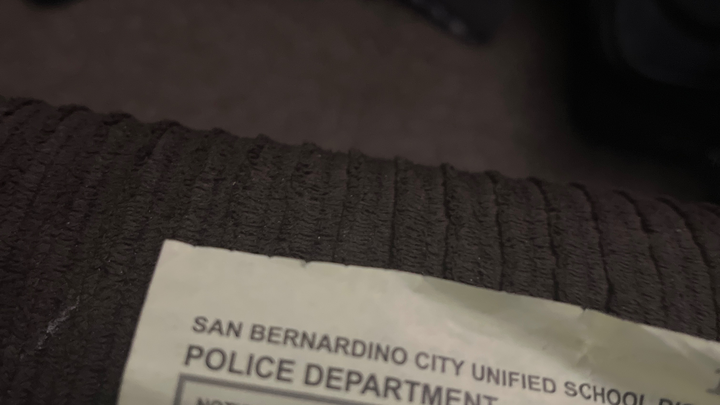 SAN BERNARDINO CITY UNIFIED SCHOOL
POLICE DEPARTMENT